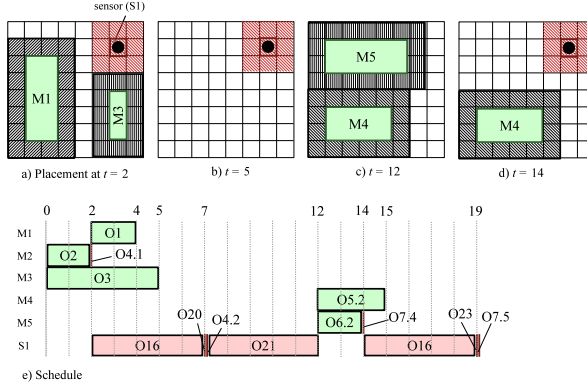 sensor (S1)
M1
M3
M5
M4
M4
a) Placement at t = 2
b) t = 5
c) t = 12
d) t = 14
0 2 4 5 7 12 14 15 19
M1 O1
M2 O2 O4.1
M3 O3
M4 O5.2
M5 O20 O4.2 O6.2 O7.4 O23 O7.5
S1 O16 O21 O16
e) Schedule